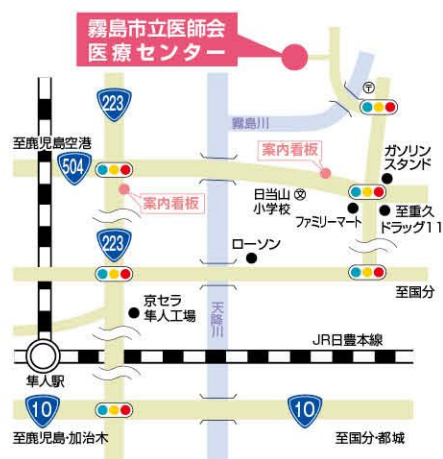 霧島市立医師会
医療センター
223
〒
霧島川
至鹿児島空港
504
案内看板
ガソリン
スタンド
案内看板
日当山
小学校
文
ファミリーマート
至重久
ドラッグ11
223
ローソン
至国分
京セラ
隼人工場
天降川
JR日豊本線
隼人駅
10
10
至鹿児島・加治木
至国分・都城